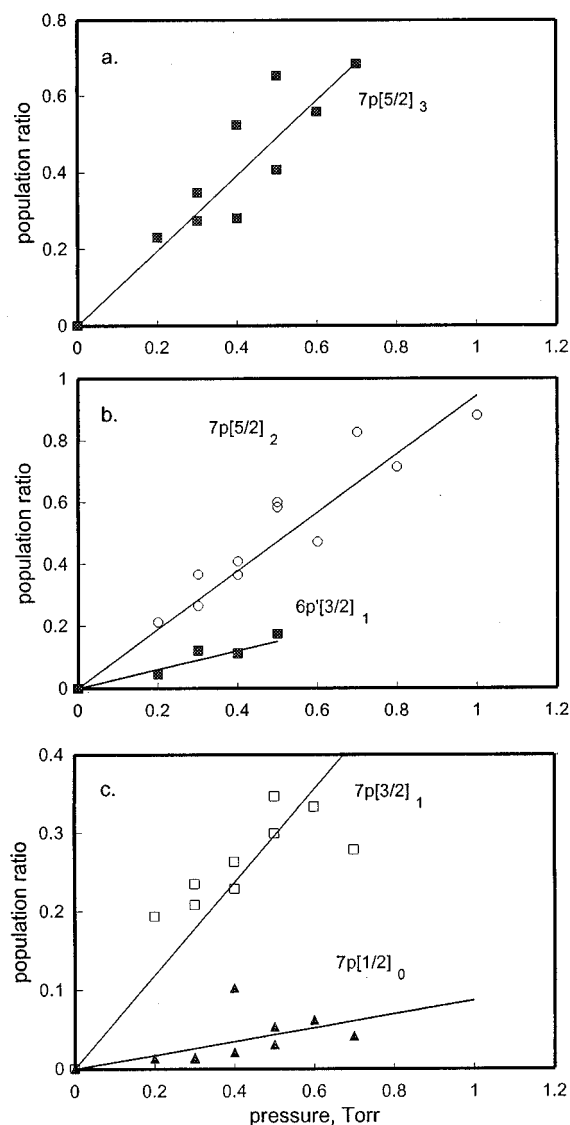 a.
0.8
0.6
0.4
0.2
0
population ratio
7p[5/2] 3
0 0.2 0.4 0.6 0.8 1 1.2
b.
1
0.8
0.6
0.4
0.2
0
population ratio
7p[5/2] 2
6p'[3/2] 1
0 0.2 0.4 0.6 0.8 1 1.2
c.
0.4
0.3
0.2
0.1
0
population ratio
7p[3/2] 1
7p[1/2] 0
0 0.2 0.4 0.6 0.8 1 1.2
pressure, Torr